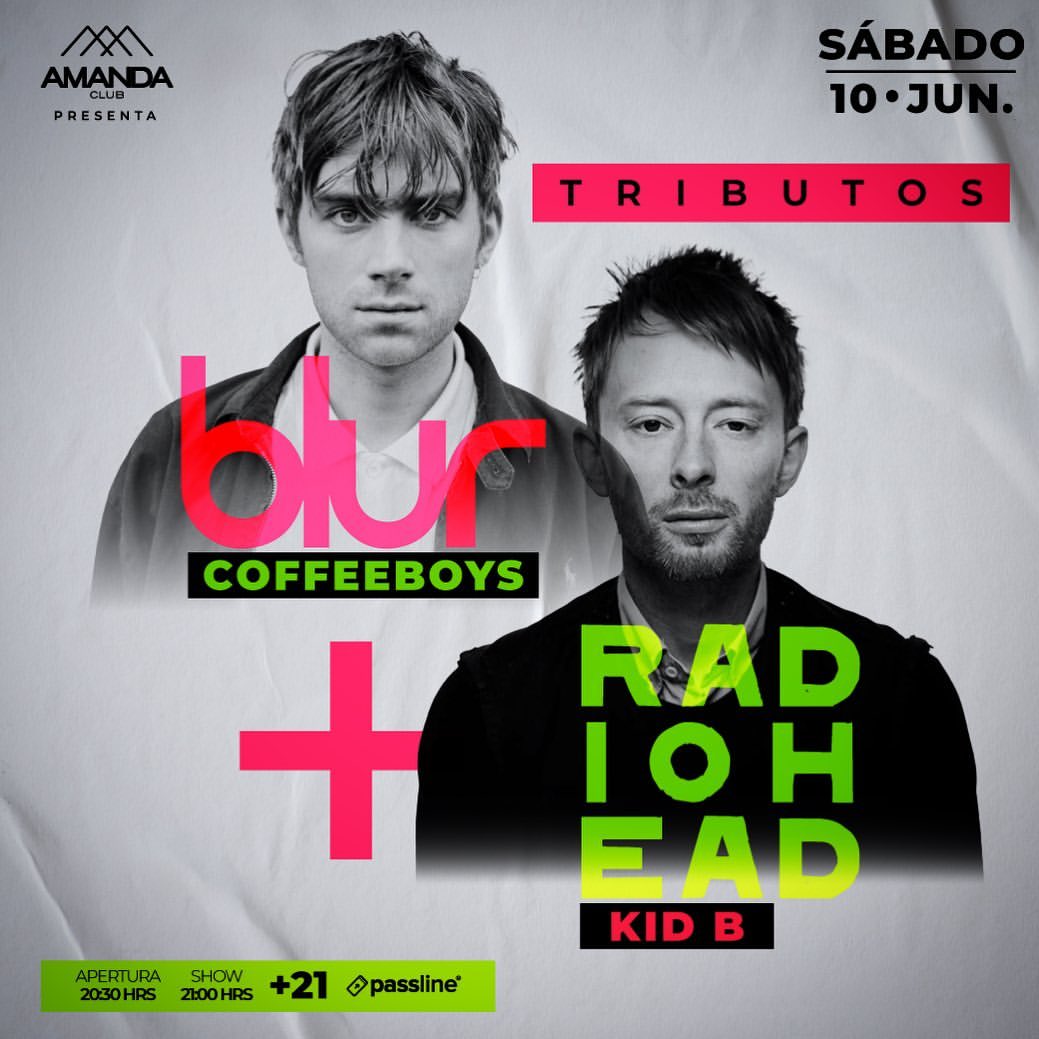 AMANDA
CLUB
PRESENTA
SÁBADO
10 • JUN.
TRIBUTOS
blur
COFFEEBOYS
+
RAD
IOH
EAD
KID B
APERTURA
20:30 HRS
SHOW
21:00 HRS
+21
passline®